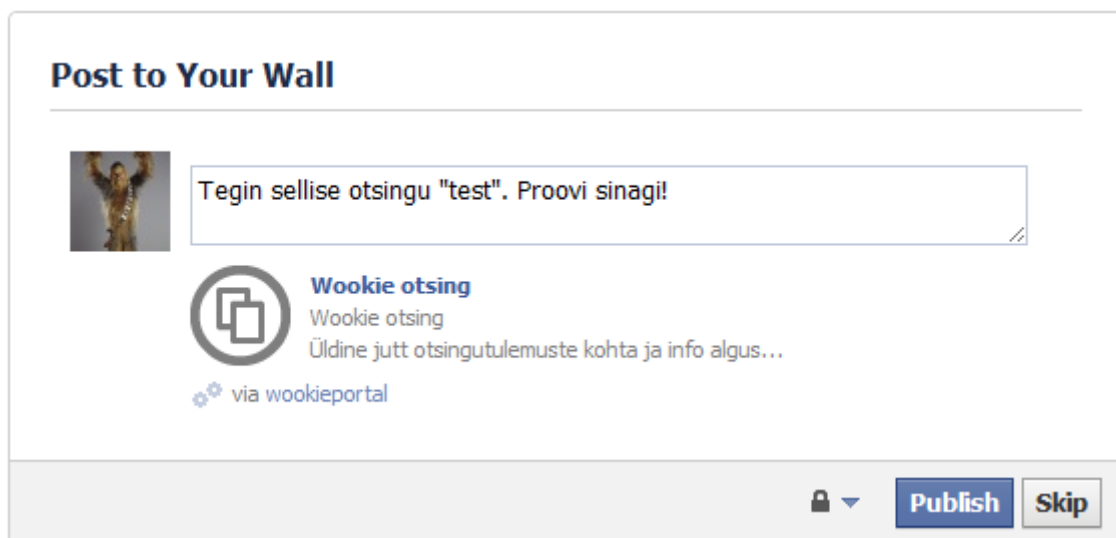 Post to Your Wall
Tegin sellise otsingu "test". Proovi sinagi!
Wookie otsing
Wookie otsing
Üldine jutt otsingutulemuste kohta ja info algus...
via wookieportal
Publish Skip